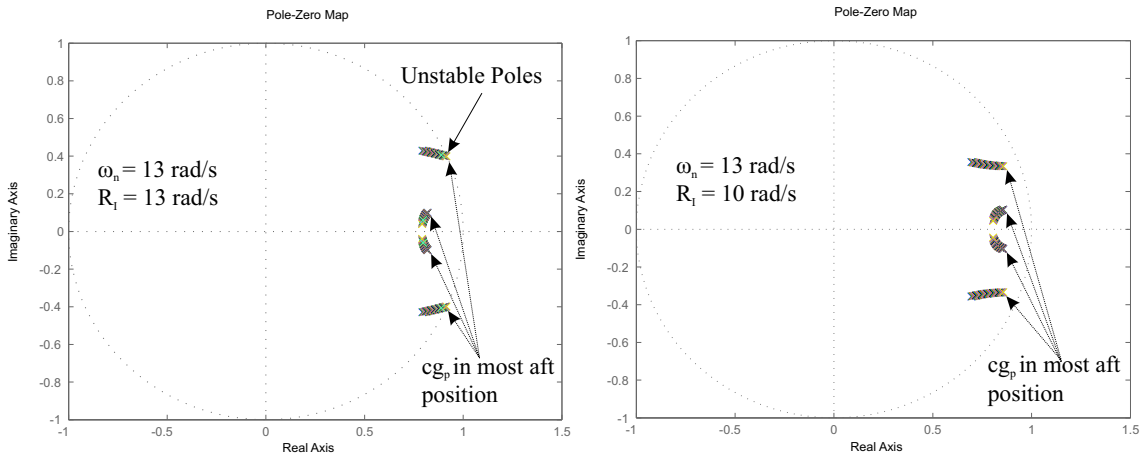 Pole-Zero Map
1
0.8
0.6
0.4
0.2
0
-0.2
-0.4
-0.6
-0.8
-1
-1
-0.5
0
0.5
1
1.5
Imaginary Axis
Real Axis
Unstable Poles
ωn = 13 rad/s
RI = 13 rad/s
cgp in most aft
position
Pole-Zero Map
1
0.8
0.6
0.4
0.2
0
-0.2
-0.4
-0.6
-0.8
-1
-1
-0.5
0
0.5
1
1.5
Imaginary Axis
Real Axis
ωn = 13 rad/s
RI = 10 rad/s
cgp in most aft
position